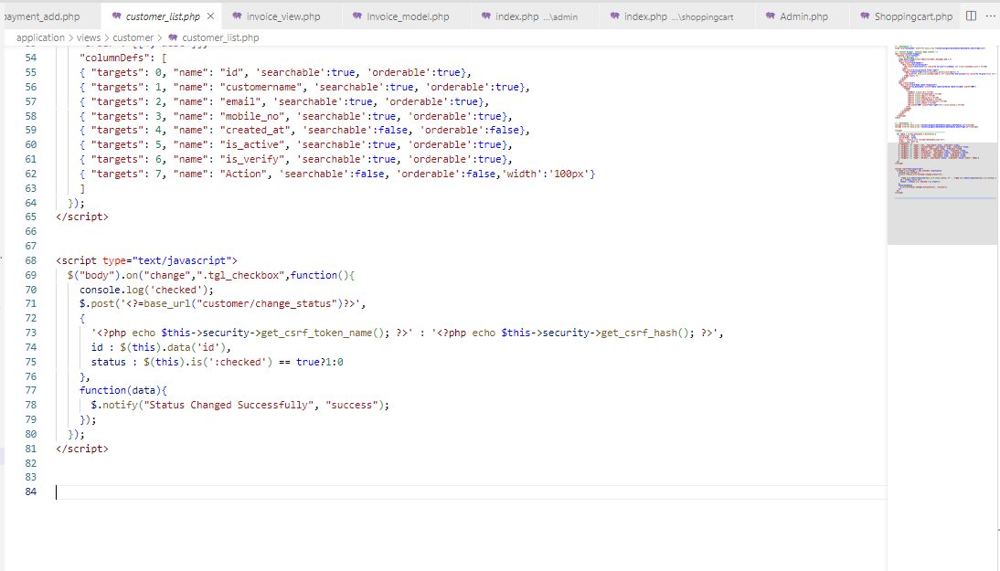 payment_add.php customer_list.php × invoice_view.php Invoice_model.php index.php ...\admin index.php ...\shoppingcart Admin.php Shoppingcart.php ...
application > views > customer > customer_list.php
54 "columnDefs": [
55 { "targets": 0, "name": "id", 'searchable':true, 'orderable':true},
56 { "targets": 1, "name": "customername", 'searchable':true, 'orderable':true},
57 { "targets": 2, "name": "email", 'searchable':true, 'orderable':true},
58 { "targets": 3, "name": "mobile_no", 'searchable':true, 'orderable':true},
59 { "targets": 4, "name": "created_at", 'searchable':false, 'orderable':false},
60 { "targets": 5, "name": "is_active", 'searchable':true, 'orderable':true},
61 { "targets": 6, "name": "is_verify", 'searchable':true, 'orderable':true},
62 { "targets": 7, "name": "Action", 'searchable':false, 'orderable':false,'width':'100px'}
63 ]
64 });
65 </script>
66
67
68 <script type="text/javascript">
69 $("body").on("change",".tgl_checkbox",function(){
70 console.log('checked');
71 $.post('<?=base_url("customer/change_status")?>',
72 {
73 '<?php echo $this->security->get_csrf_token_name(); ?>' : '<?php echo $this->security->get_csrf_hash(); ?>',
74 id : $(this).data('id'),
75 status : $(this).is(':checked') == true?1:0
76 },
77 function(data){
78 $.notify("Status Changed Successfully", "success");
79 });
80 });
81 </script>
82
83
84